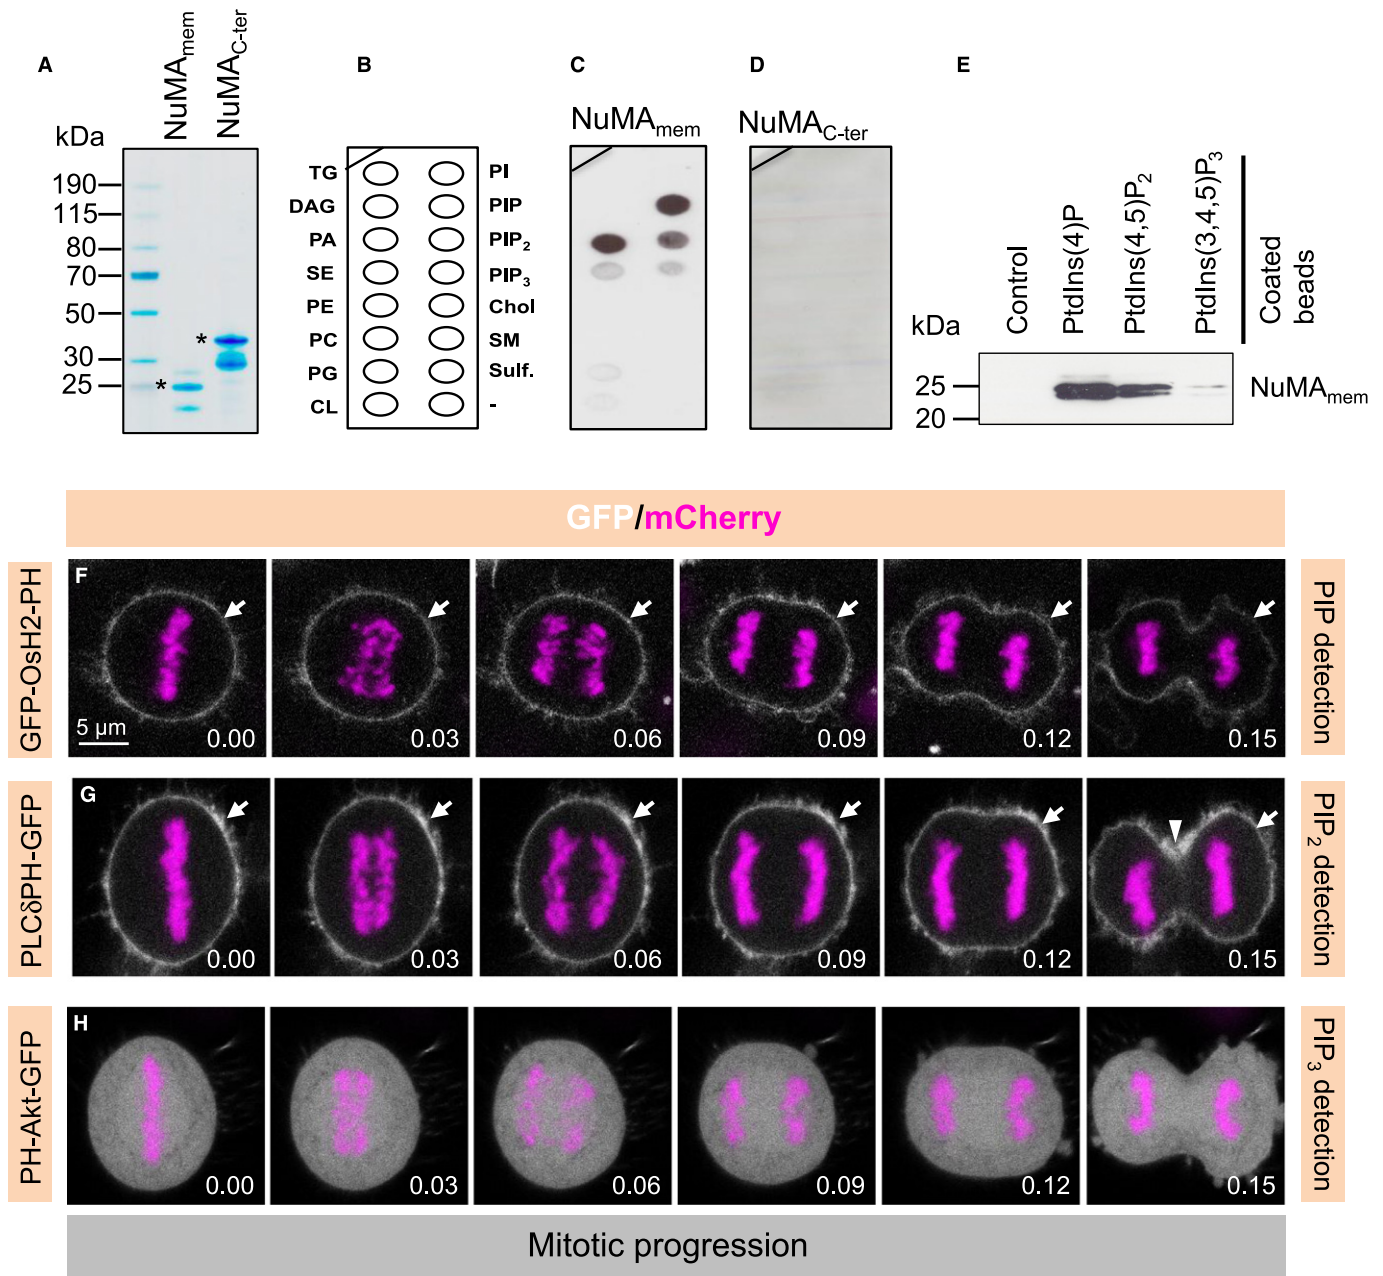 A
NuMAmem
NuMAC-ter
kDa
190
115
80
70
50
30
25
*
*
B
TG PI
DAG PIP
PA PIP2
SE PIP3
PE Chol
PC SM
PG Sulf.
CL -
C
NuMAmem
D
NuMAC-ter
E
Control
PtdIns(4)P
PtdIns(4,5)P2
PtdIns(3,4,5)P3
Coated
beads
kDa
25
20
NuMAmem
GFP/mCherry
GFP-OsH2-PH
F
5 µm
0.00 0.03 0.06 0.09 0.12 0.15
PIP detection
PLCδPH-GFP
G
0.00 0.03 0.06 0.09 0.12 0.15
PIP2 detection
PH-Akt-GFP
H
0.00 0.03 0.06 0.09 0.12 0.15
PIP3 detection
Mitotic progression